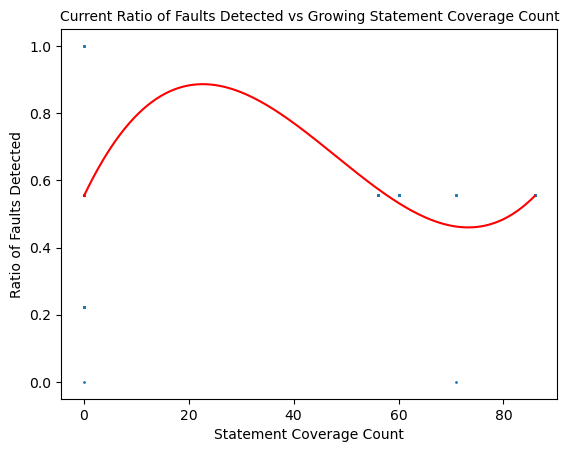 Current Ratio of Faults Detected vs Growing Statement Coverage Count
1.0
0.8
0.6
0.4
0.2
0.0
Ratio of Faults Detected
0 20 40 60 80
Statement Coverage Count